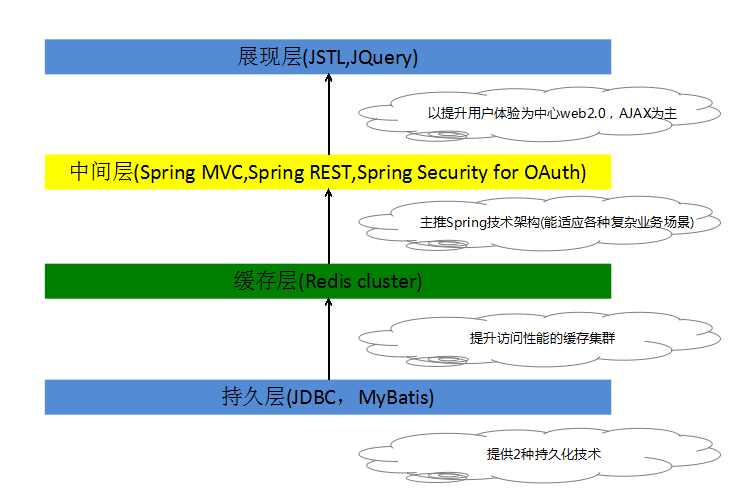 展现层(JSTL,JQuery)
以提升用户体验为中心web2.0，AJAX为主
中间层(Spring MVC,Spring REST,Spring Security for OAuth)
主推Spring技术架构(能适应各种复杂业务场景)
缓存层(Redis cluster)
提升访问性能的缓存集群
持久层(JDBC，MyBatis)
提供2种持久化技术